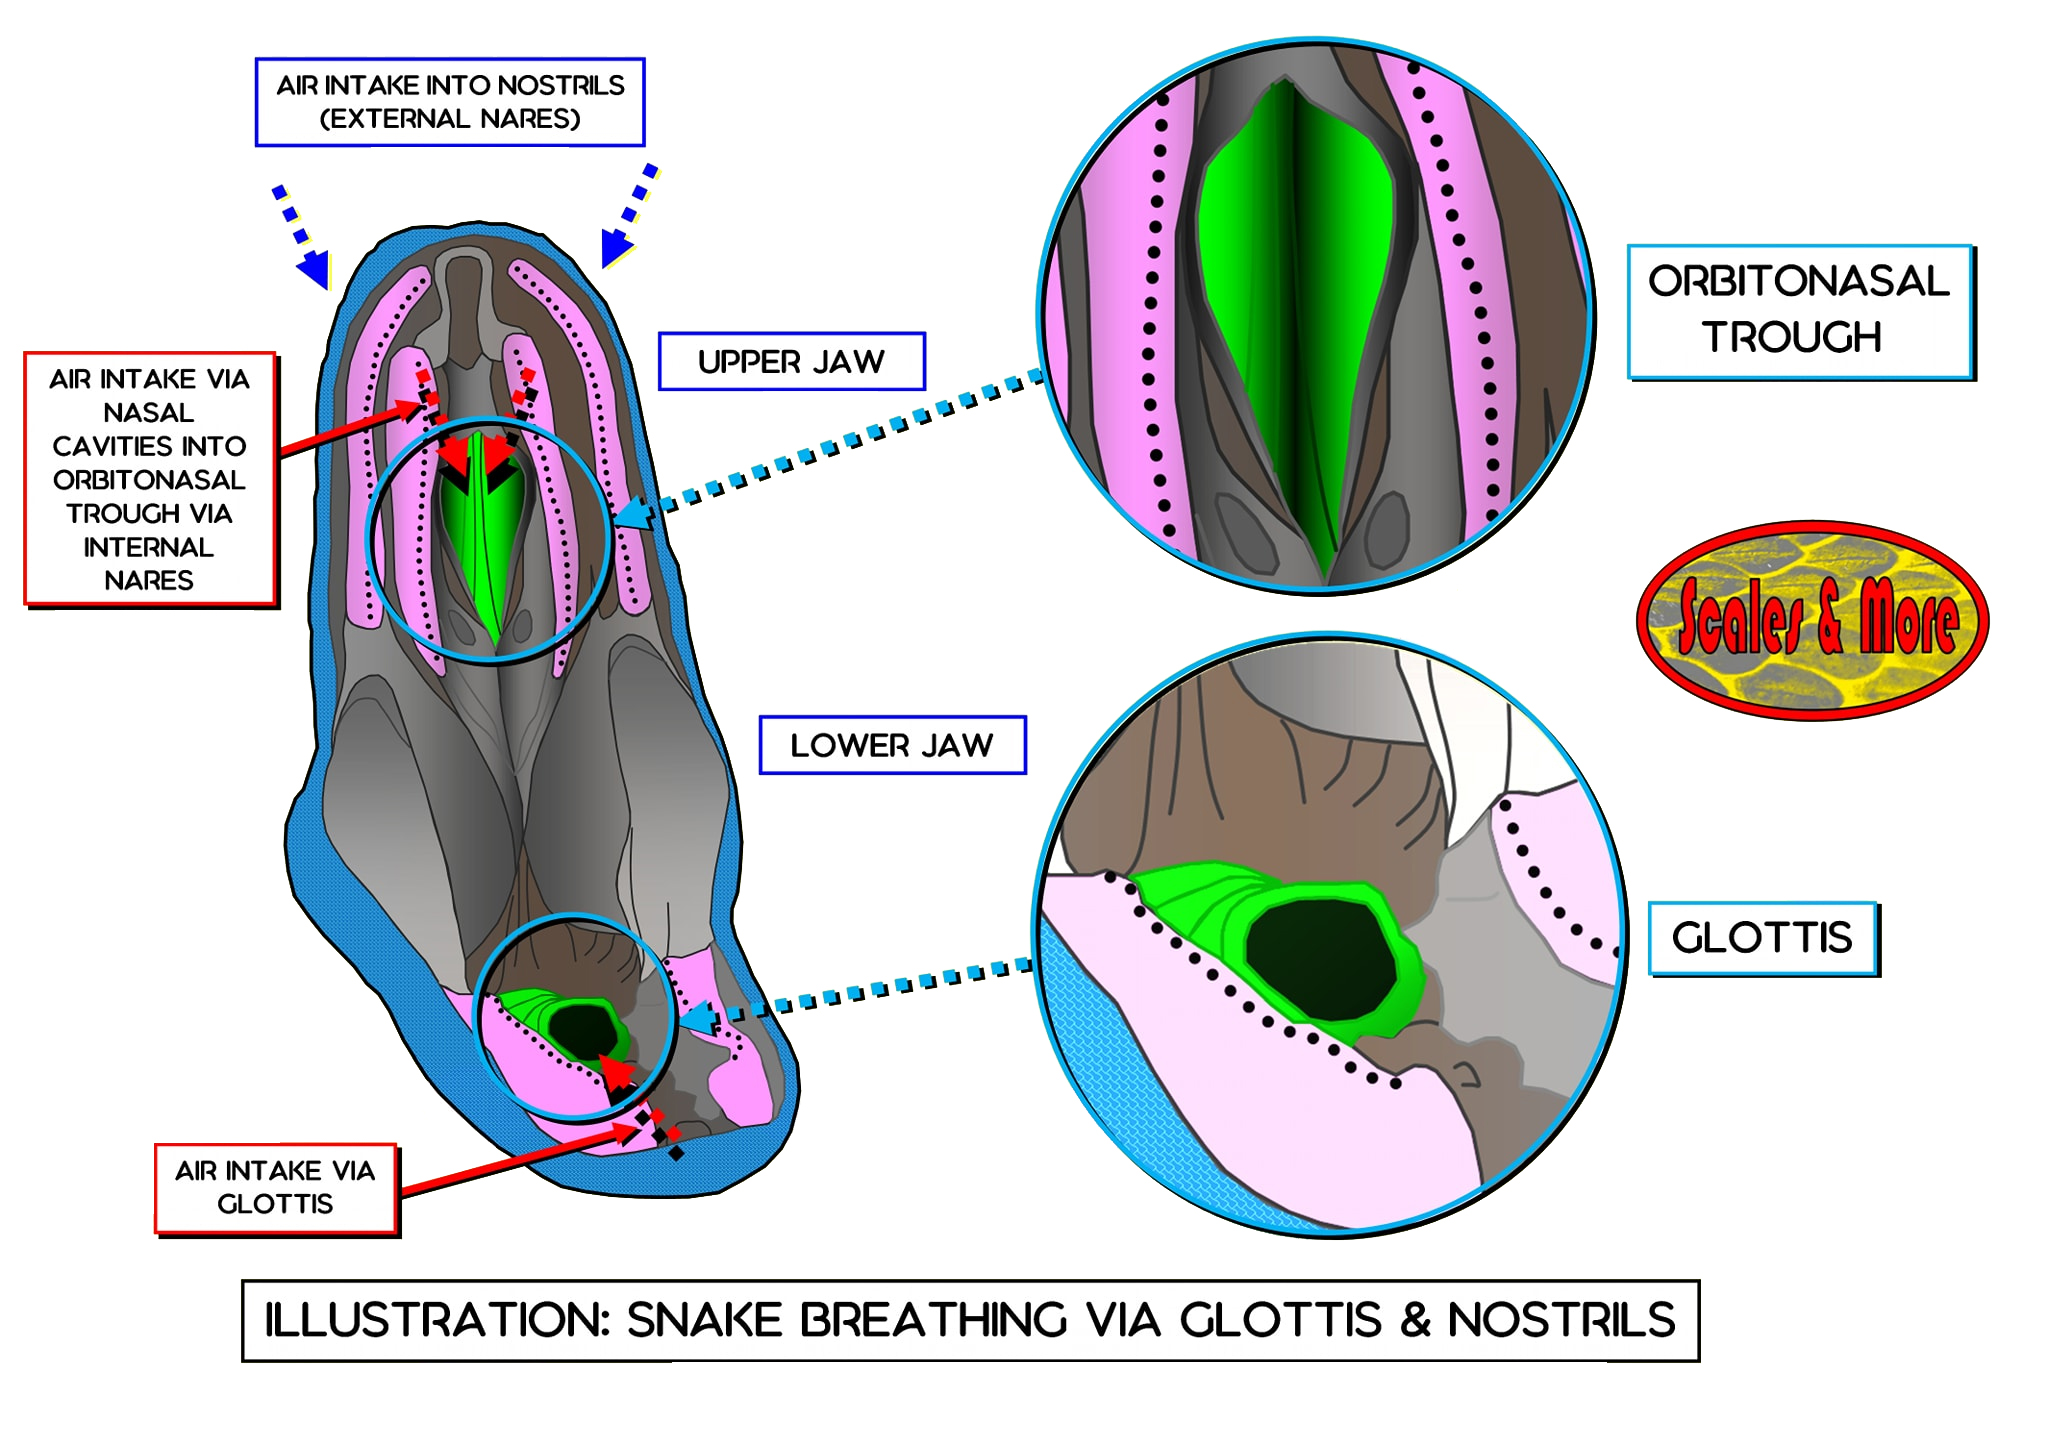 AIR INTAKE INTO NOSTRILS
(EXTERNAL NARES)
UPPER JAW
ORBITONASAL
TROUGH
AIR INTAKE VIA
NASAL
CAVITIES INTO
ORBITONASAL
TROUGH VIA
INTERNAL
NARES
Scales & More
LOWER JAW
GLOTTIS
AIR INTAKE VIA
GLOTTIS
ILLUSTRATION: SNAKE BREATHING VIA GLOTTIS & NOSTRILS